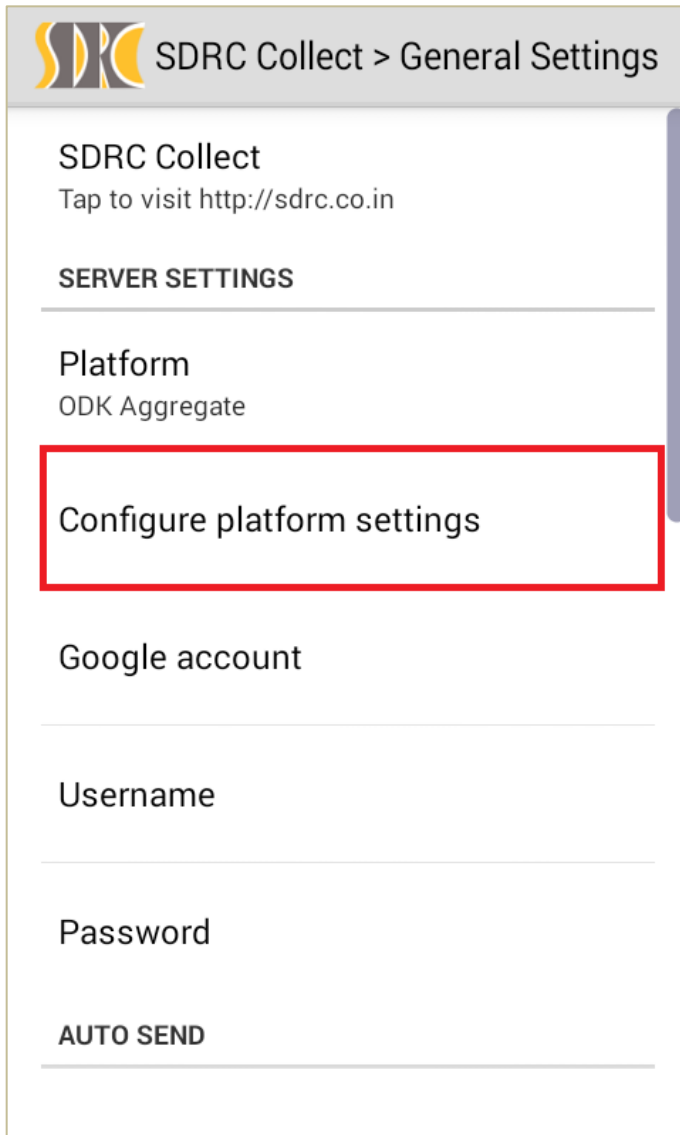 SDRC
SDRC Collect > General Settings
SDRC Collect
Tap to visit http://sdrc.co.in
SERVER SETTINGS
Platform
ODK Aggregate
Configure platform settings
Google account
Username
Password
AUTO SEND